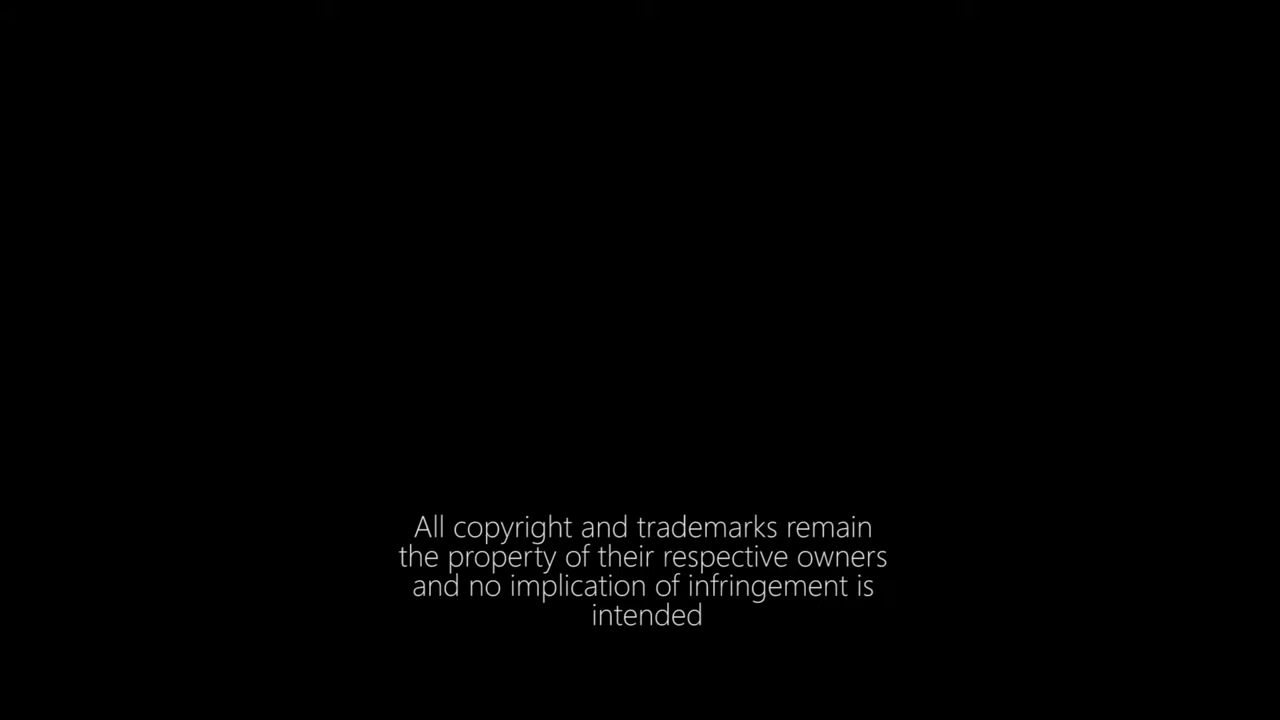 All copyright and trademarks remain
the property of their respective owners
and no implication of infringement is
intended